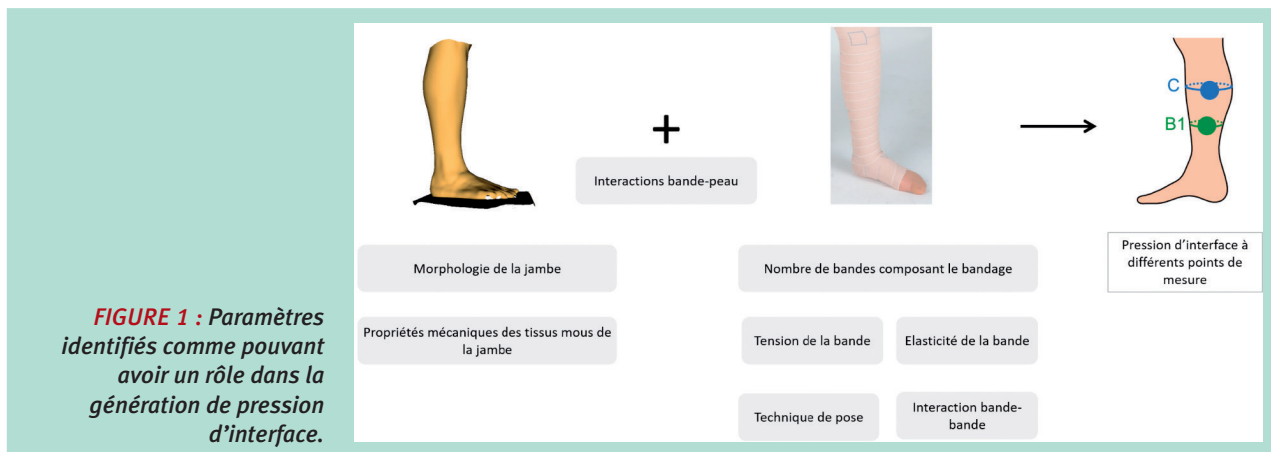 C
B1
Interactions bande-peau
Morphologie de la jambe
Nombre de bandes composant le bandage
Pression d’interface à
différents points de
mesure
Propriétés mécaniques des tissus mous de
la jambe
Tension de la bande
Elasticité de la bande
Technique de pose
Interaction bande-
bande
FIGURE 1 : Paramètres
identifiés comme pouvant
avoir un rôle dans la
génération de pression
d’interface.